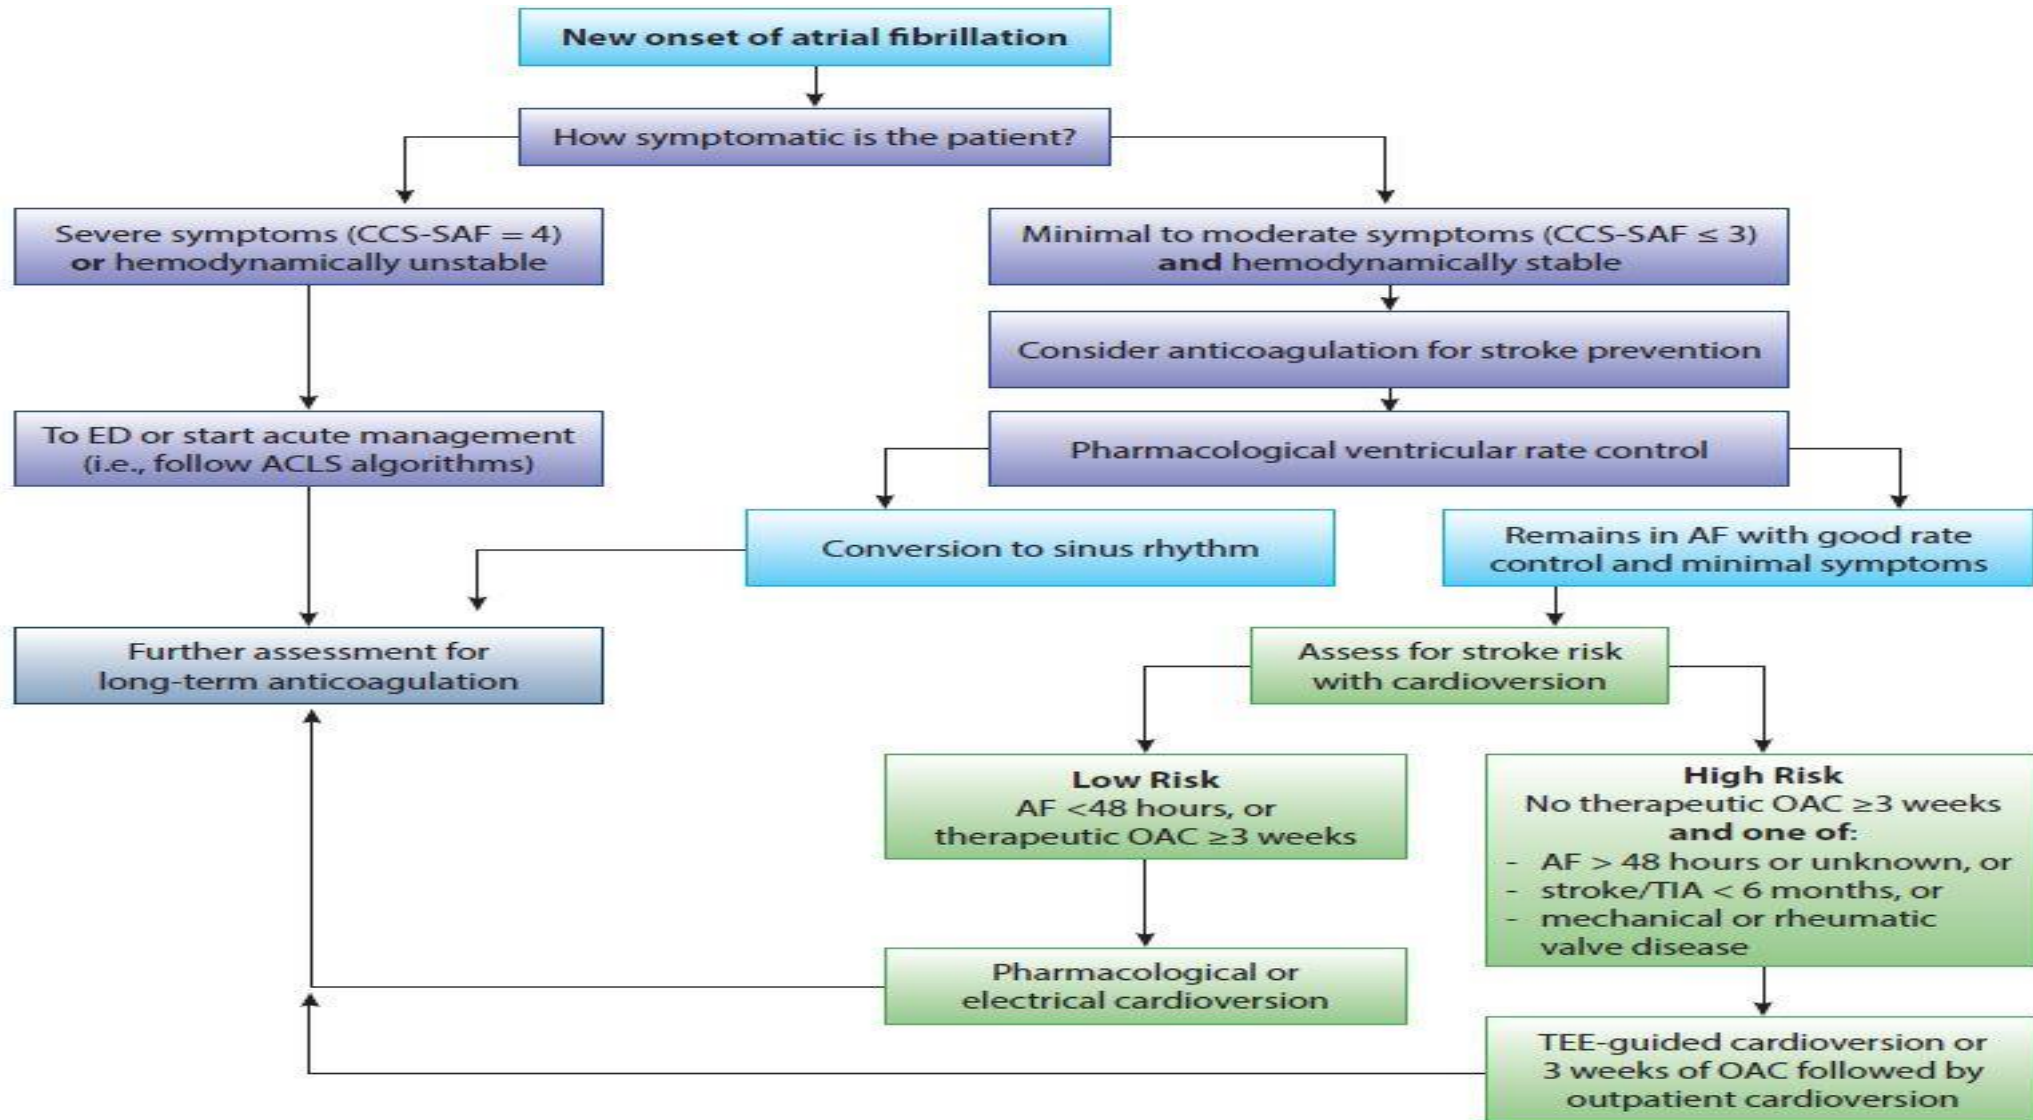 New onset of atrial fibrillation
How symptomatic is the patient?
Severe symptoms (CCS-SAF = 4)
or hemodynamically unstable
Minimal to moderate symptoms (CCS-SAF ≤ 3)
and hemodynamically stable
Consider anticoagulation for stroke prevention
To ED or start acute management
(i.e., follow ACLS algorithms)
Pharmacological ventricular rate control
Conversion to sinus rhythm
Remains in AF with good rate
control and minimal symptoms
Further assessment for
long-term anticoagulation
Assess for stroke risk
with cardioversion
Low Risk
AF <48 hours, or
therapeutic OAC ≥3 weeks
High Risk
No therapeutic OAC ≥3 weeks
and one of:
- AF > 48 hours or unknown, or
- stroke/TIA < 6 months, or
- mechanical or rheumatic
valve disease
Pharmacological or
electrical cardioversion
TEE-guided cardioversion or
3 weeks of OAC followed by
outpatient cardioversion